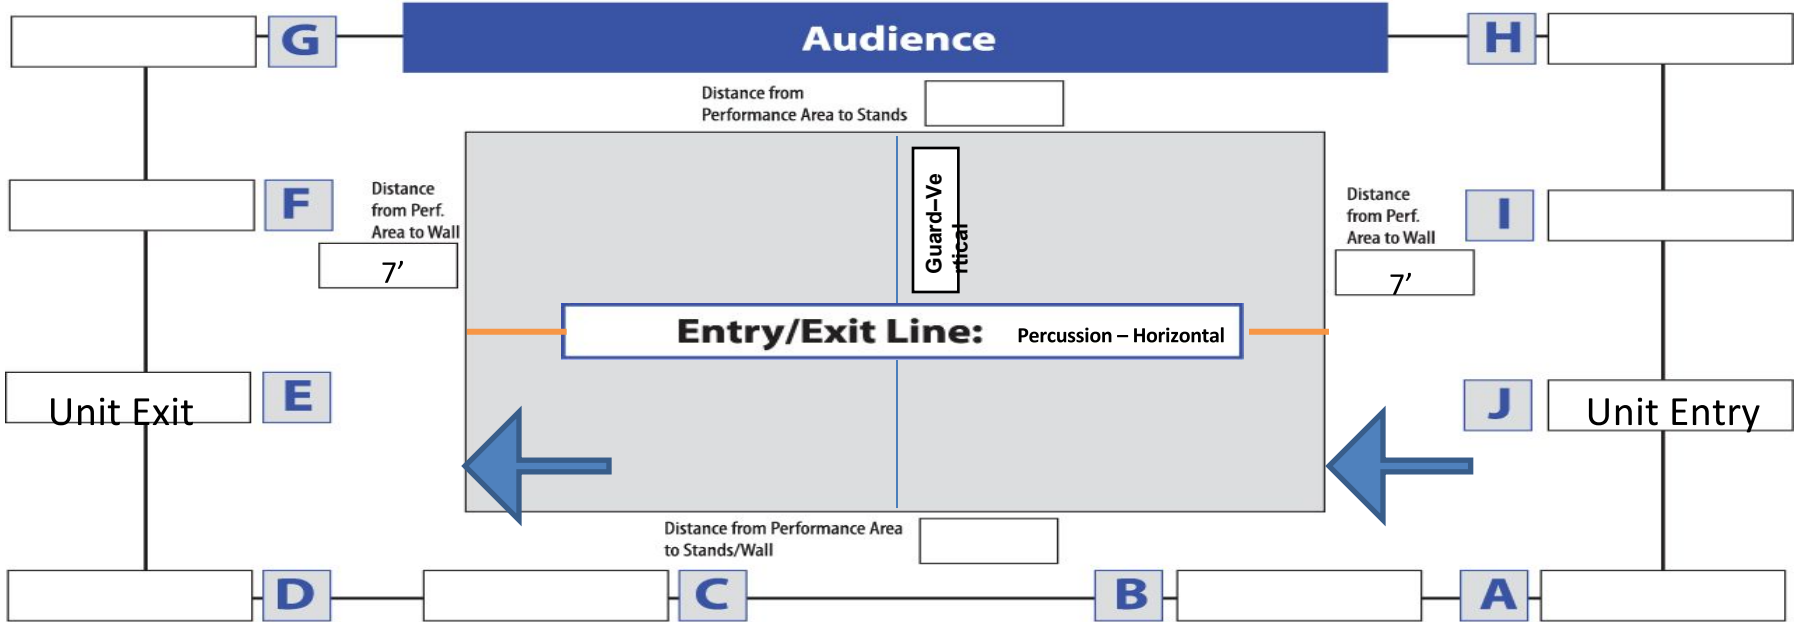 G
Audience
H
Distance from
Performance Area to Stands
F
Distance
from Perf.
Area to Wall
7’
Guard–Ve
rtical
Distance
from Perf.
Area to Wall
7’
I
Entry/Exit Line: Percussion – Horizontal
Unit Exit
E
J
Unit Entry
Distance from Performance Area
to Stands/Wall
D
C
B
A